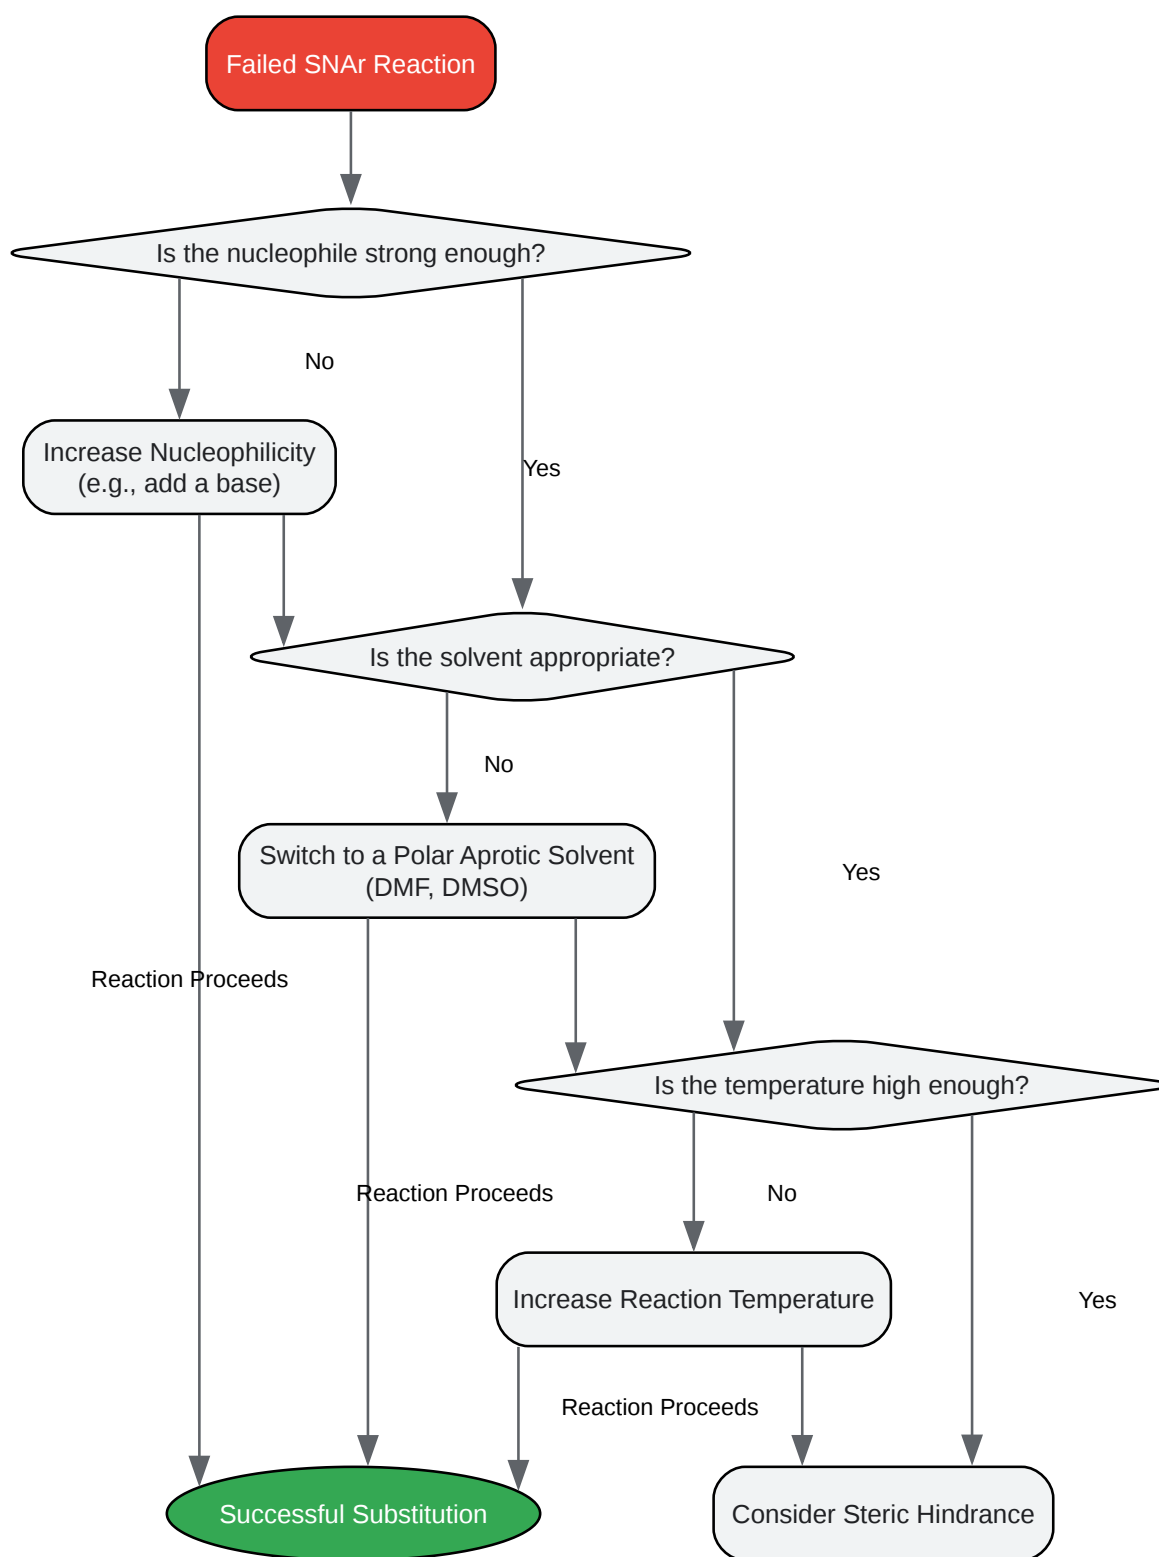 Failed SNAr Reaction
Is the nucleophile strong enough?
No
Increase Nucleophilicity
(e.g., add a base)
Yes
Is the solvent appropriate?
No
Switch to a Polar Aprotic Solvent
(DMF, DMSO)
Yes
Reaction Proceeds
Is the temperature high enough?
Reaction Proceeds
No
Increase Reaction Temperature
Yes
Reaction Proceeds
Successful Substitution
Consider Steric Hindrance